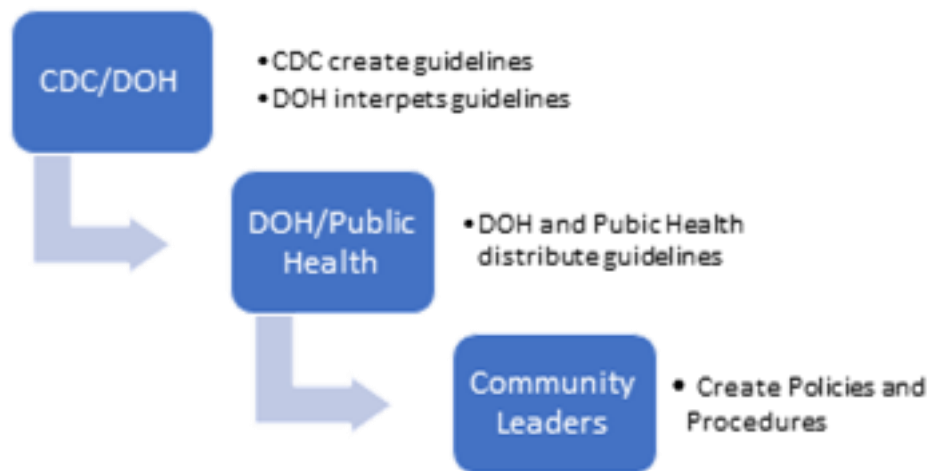 CDC/DOH
• CDC create guidelines
• DOH interpets guidelines
DOH/Public
Health
• DOH and Pubic Health
distribute guidelines
Community
Leaders
• Create Policies and
Procedures